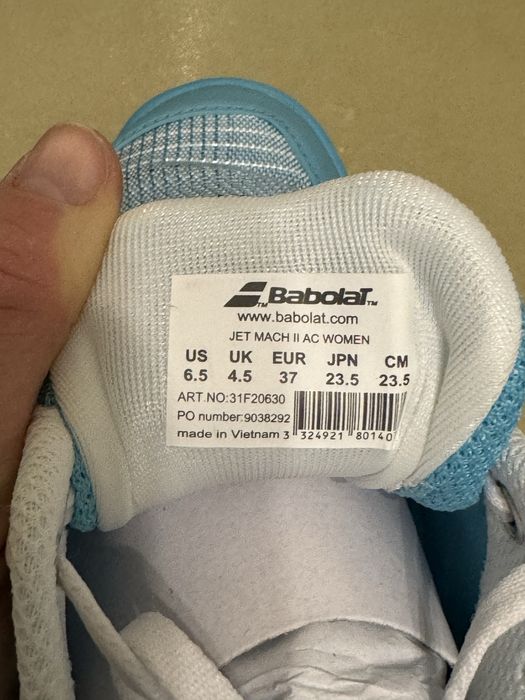 BabolaT™
www.babolat.com
JET MACH II AC WOMEN
US UK EUR JPN CM
6.5 4.5 37 23.5 23.5
ART.NO:31F20630
PO number:9038292
made in Vietnam 3 324921 80140